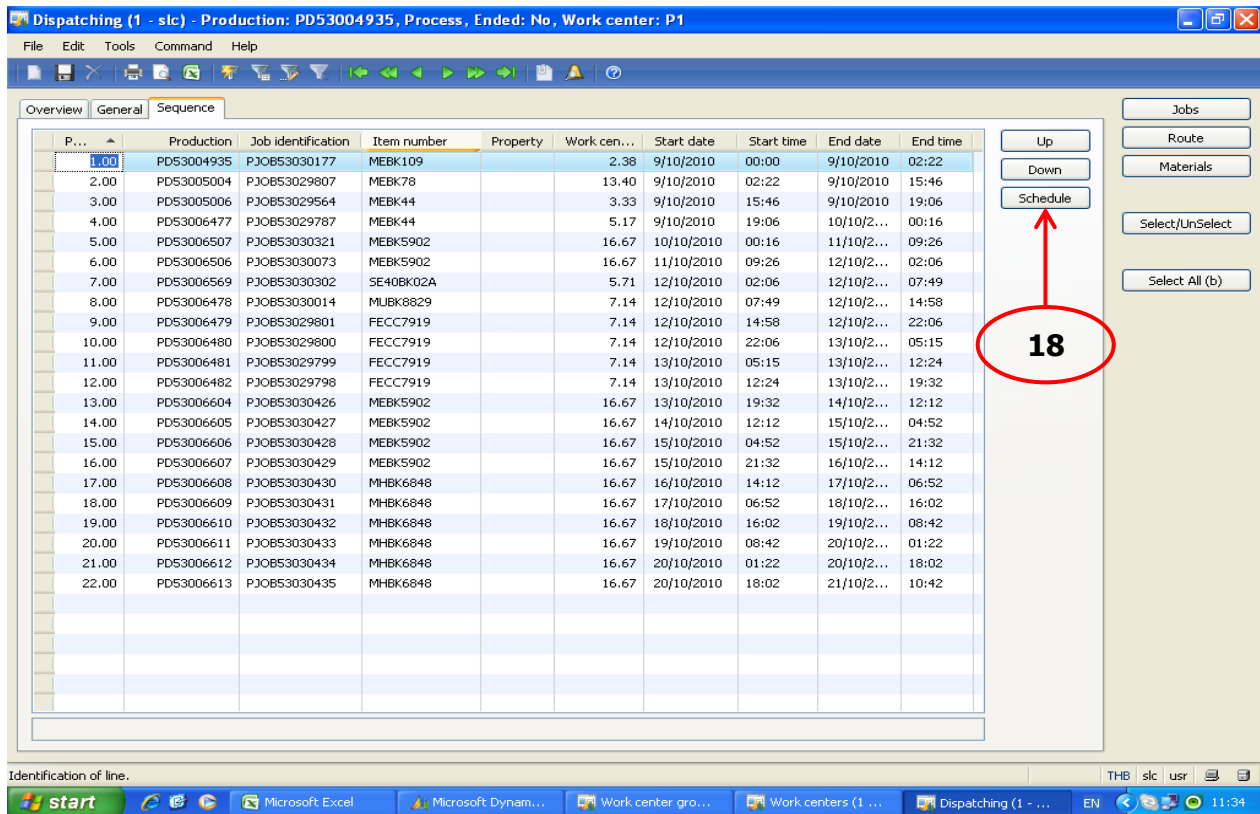 Dispatching (1 - slc) - Production: PD53004935, Process, Ended: No, Work center: P1
File Edit Tools Command Help
Overview General Sequence
Jobs
Route
Materials
Select/UnSelect
Select All (b)
Up
Down
Schedule
18
P... Production Job identification Item number Property Work cen... Start date Start time End date End time
1.00 PD53004935 PJOB53030177 MEBK109 2.38 9/10/2010 00:00 9/10/2010 02:22
2.00 PD53005004 PJOB53029807 MEBK78 13.40 9/10/2010 02:22 9/10/2010 15:46
3.00 PD53005006 PJOB53029564 MEBK44 3.33 9/10/2010 15:46 9/10/2010 19:06
4.00 PD53006477 PJOB53029787 MEBK44 5.17 9/10/2010 19:06 10/10/2... 00:16
5.00 PD53006507 PJOB53030321 MEBK5902 16.67 10/10/2010 00:16 11/10/2... 09:26
6.00 PD53006506 PJOB53030073 MEBK5902 16.67 11/10/2010 09:26 12/10/2... 02:06
7.00 PD53006569 PJOB53030302 SE40BK02A 5.71 12/10/2010 02:06 12/10/2... 07:49
8.00 PD53006478 PJOB53030014 MUBK8829 7.14 12/10/2010 07:49 12/10/2... 14:58
9.00 PD53006479 PJOB53029801 FECC7919 7.14 12/10/2010 14:58 12/10/2... 22:06
10.00 PD53006480 PJOB53029800 FECC7919 7.14 12/10/2010 22:06 13/10/2... 05:15
11.00 PD53006481 PJOB53029799 FECC7919 7.14 13/10/2010 05:15 13/10/2... 12:24
12.00 PD53006482 PJOB53029798 FECC7919 7.14 13/10/2010 12:24 13/10/2... 19:32
13.00 PD53006604 PJOB53030426 MEBK5902 16.67 13/10/2010 19:32 14/10/2... 12:12
14.00 PD53006605 PJOB53030427 MEBK5902 16.67 14/10/2010 12:12 15/10/2... 04:52
15.00 PD53006606 PJOB53030428 MEBK5902 16.67 15/10/2010 04:52 15/10/2... 21:32
16.00 PD53006607 PJOB53030429 MEBK5902 16.67 15/10/2010 21:32 16/10/2... 14:12
17.00 PD53006608 PJOB53030430 MHBK6848 16.67 16/10/2010 14:12 17/10/2... 06:52
18.00 PD53006609 PJOB53030431 MHBK6848 16.67 17/10/2010 06:52 18/10/2... 16:02
19.00 PD53006610 PJOB53030432 MHBK6848 16.67 18/10/2010 16:02 19/10/2... 08:42
20.00 PD53006611 PJOB53030433 MHBK6848 16.67 19/10/2010 08:42 20/10/2... 01:22
21.00 PD53006612 PJOB53030434 MHBK6848 16.67 20/10/2010 01:22 20/10/2... 18:02
22.00 PD53006613 PJOB53030435 MHBK6848 16.67 20/10/2010 18:02 21/10/2... 10:42
Identification of line. THB slc usr
start Microsoft Excel Microsoft Dynam... Work center gro... Work centers (1 ... Dispatching (1 - ... EN 11:34